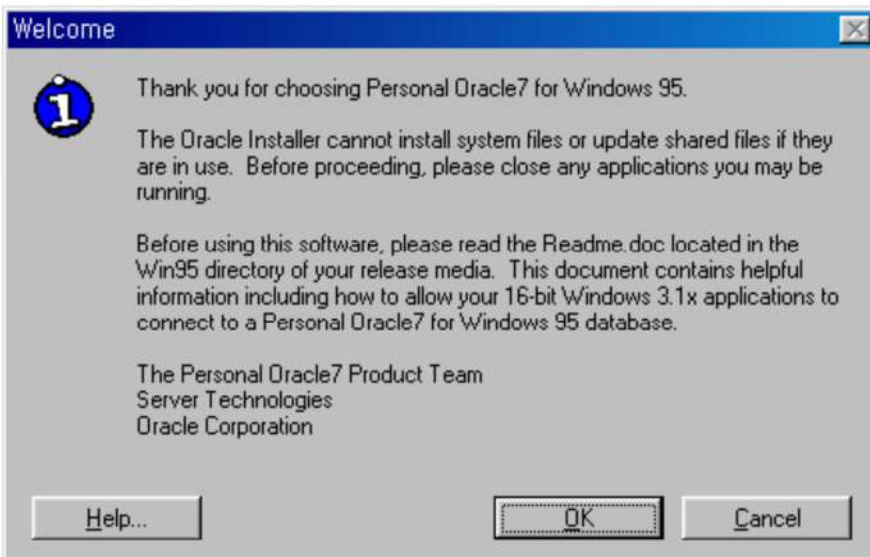 Welcome
Thank you for choosing Personal Oracle7 for Windows 95.
The Oracle Installer cannot install system files or update shared files if they
are in use. Before proceeding, please close any applications you may be
running.
Before using this software, please read the Readme.doc located in the
Win95 directory of your release media. This document contains helpful
information including how to allow your 16-bit Windows 3.1x applications to
connect to a Personal Oracle7 for Windows 95 database.
The Personal Oracle7 Product Team
Server Technologies
Oracle Corporation
Help... OK Cancel